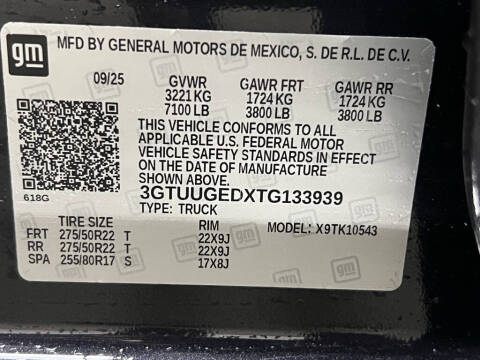 gm MFD BY GENERAL MOTORS DE MEXICO, S. DE R.L. DE C.V.
09/25 GVWR GAWR FRT GAWR RR
3221 KG 1724 KG 1724 KG
7100 LB 3800 LB 3800 LB
THIS VEHICLE CONFORMS TO ALL
APPLICABLE U.S. FEDERAL MOTOR
VEHICLE SAFETY STANDARDS IN EFFECT
ON THE DATE OF MANUFACTURE
SHOWN ABOVE.
618G 3GTUUGEDXTG133939
TYPE: TRUCK
TIRE SIZE RIM MODEL: X9TK10543
FRT 275/50R22 T 22X9J
RR 275/50R22 T 22X9J
SPA 255/80R17 S 17X8J